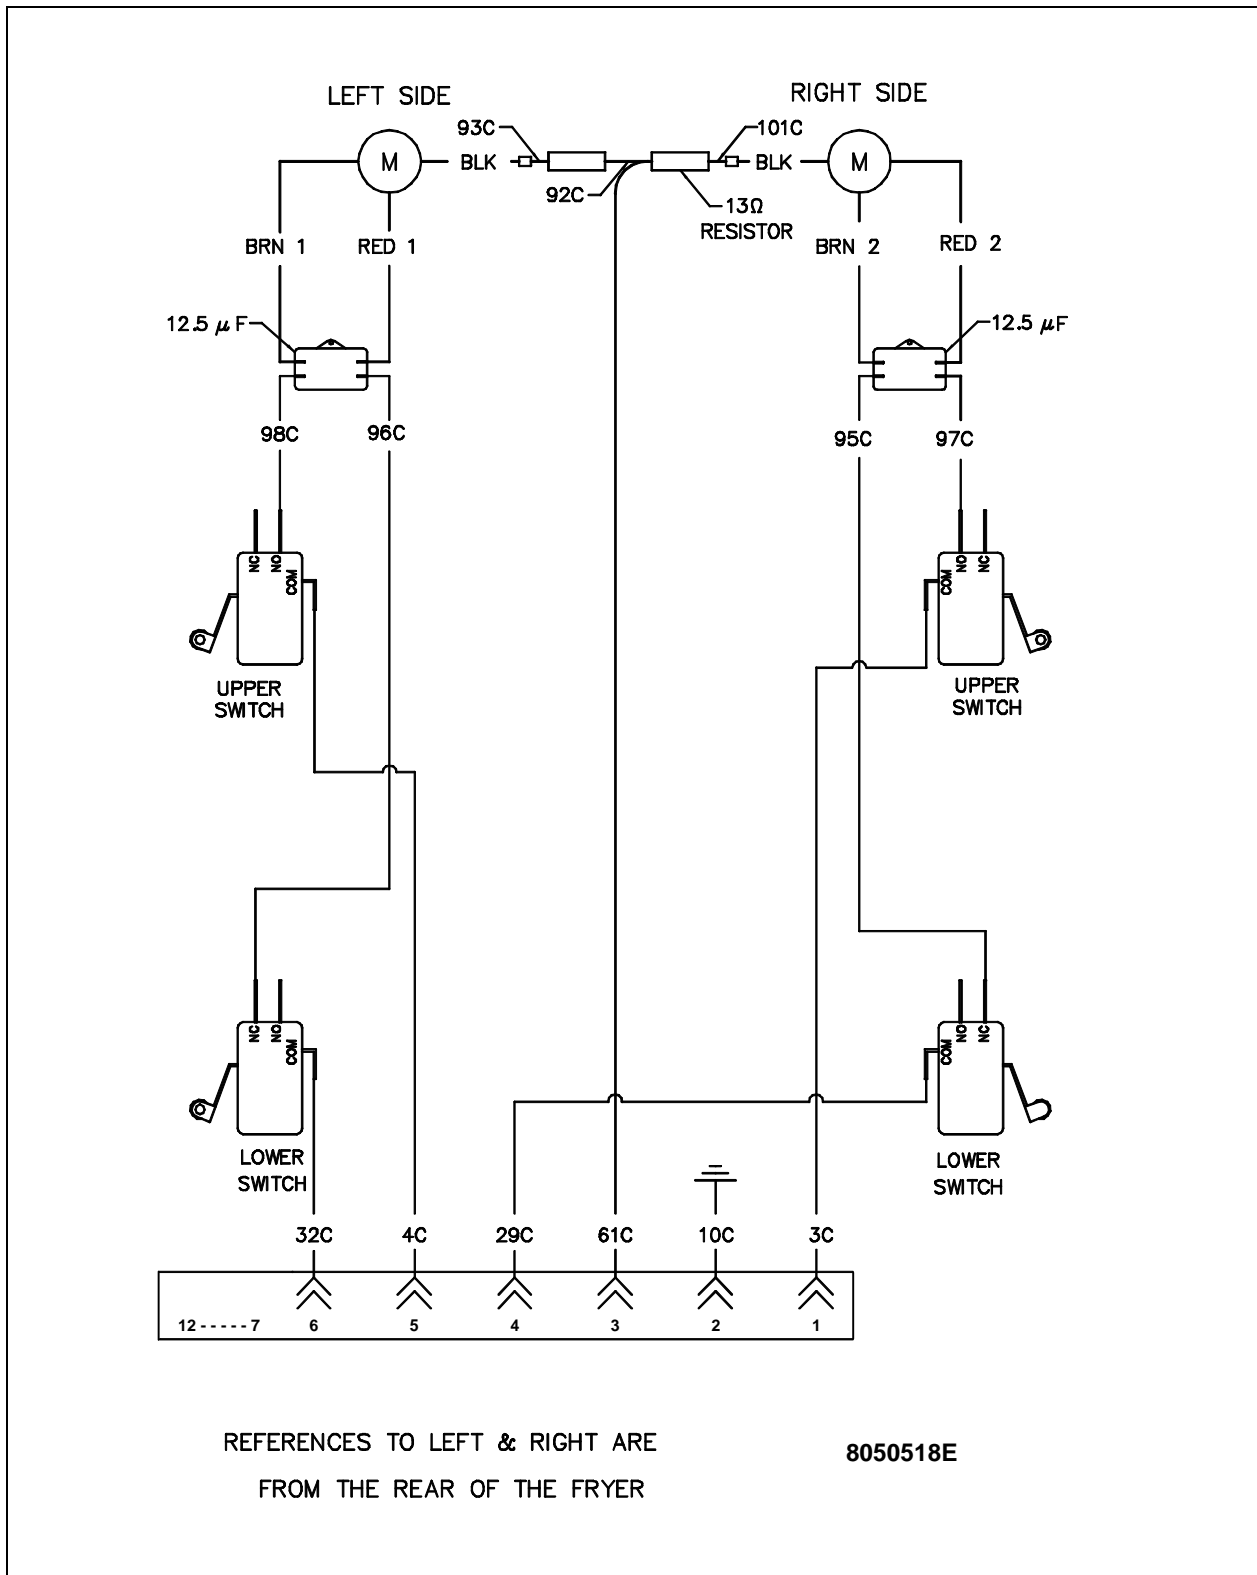 LEFT SIDE
RIGHT SIDE
93C
101C
M
BLK
BLK
M
92C
13Ω
RESISTOR
BRN 1
RED 1
BRN 2
RED 2
12.5 µF
12.5 µF
98C
96C
95C
97C
NC
NO
COM
COM
NO
NC
UPPER
SWITCH
UPPER
SWITCH
NC
NO
COM
COM
NO
NC
LOWER
SWITCH
LOWER
SWITCH
32C
4C
29C
61C
10C
3C
12-----7
6
5
4
3
2
1
REFERENCES TO LEFT & RIGHT ARE
FROM THE REAR OF THE FRYER
8050518E